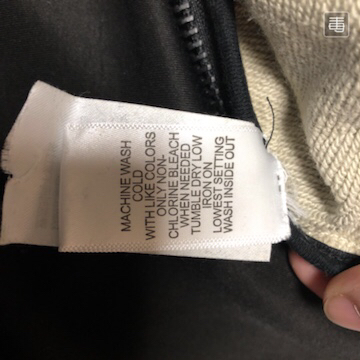 MACHINE WASH
COLD
WITH LIKE COLORS
ONLY NON-
CHLORINE BLEACH
WHEN NEEDED
TUMBLE DRY LOW
IRON ON
LOWEST SETTING
WASH INSIDE OUT